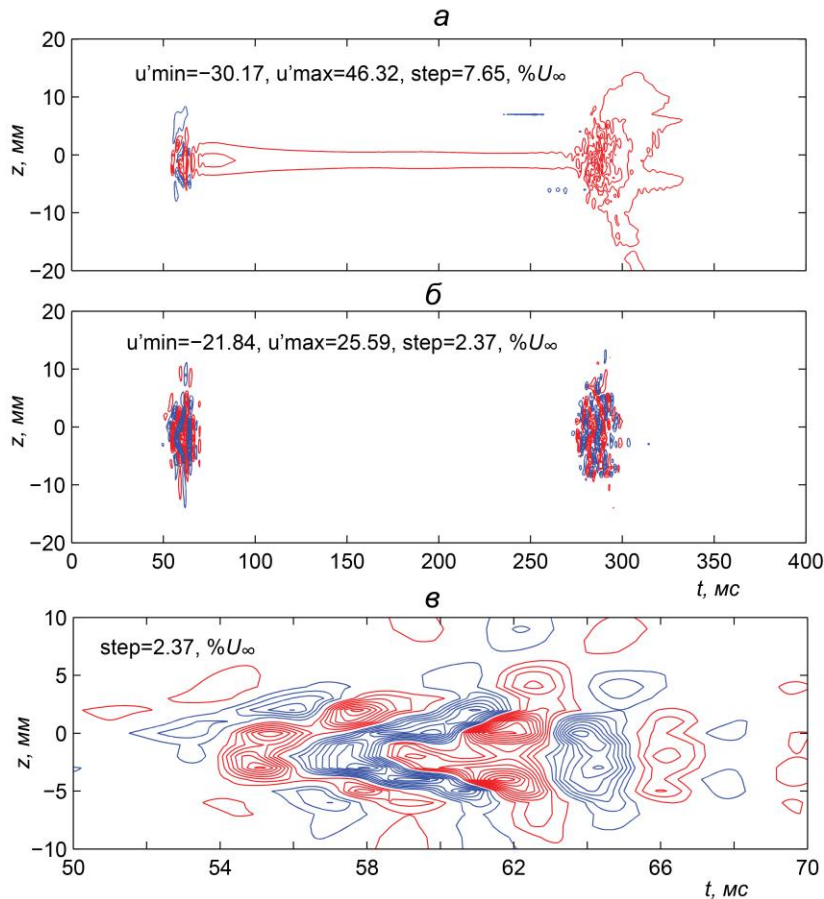 а
20
10
0
−10
−20
z, мм
u'min=−30.17, u'max=46.32, step=7.65, %U∞
б
20
10
0
−10
−20
z, мм
u'min=−21.84, u'max=25.59, step=2.37, %U∞
0 50 100 150 200 250 300 350 400
t, мс
в
10
5
0
−5
−10
z, мм
step=2.37, %U∞
50 54 58 62 66 70
t, мс